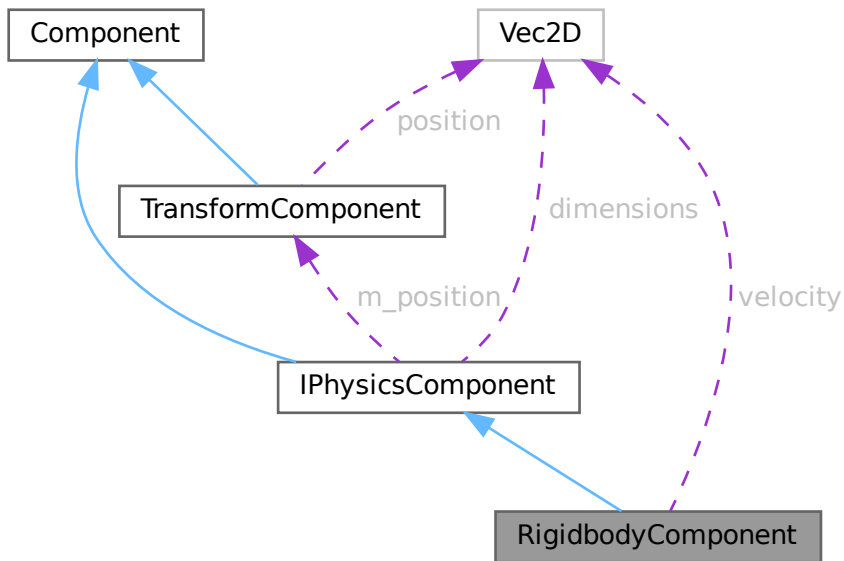 Component
Vec2D
position
TransformComponent
dimensions
m_position
velocity
IPhysicsComponent
RigidbodyComponent